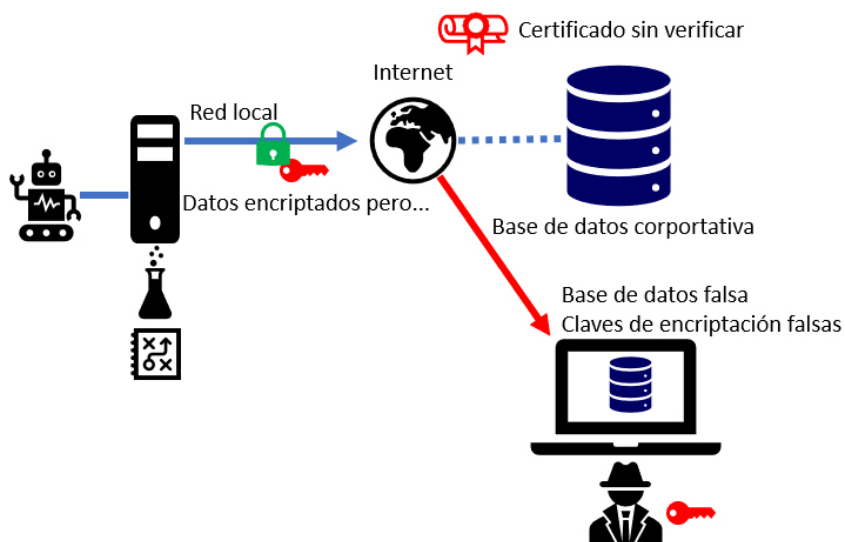 Certificado sin verificar
Internet
Red local
Datos encriptados pero...
Base de datos corportativa
Base de datos falsa
Claves de encriptación falsas